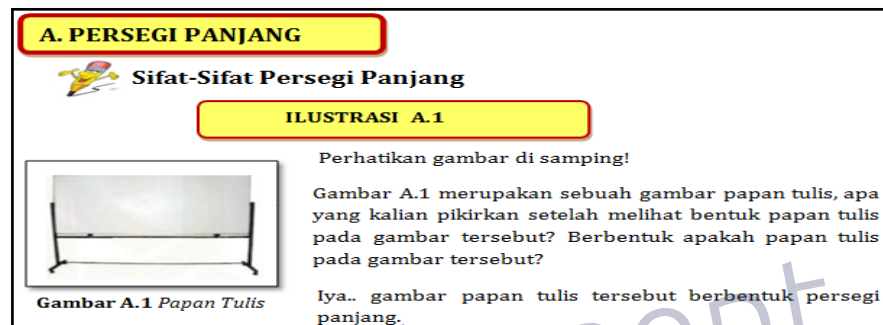 A. PERSEGI PANJANG
Sifat-Sifat Persegi Panjang
ILUSTRASI A.1
Perhatikan gambar di samping!
Gambar A.1 merupakan sebuah gambar papan tulis, apa
yang kalian pikirkan setelah melihat bentuk papan tulis
pada gambar tersebut? Berbentuk apakah papan tulis
pada gambar tersebut?
Gambar A.1 Papan Tulis
Iya.. gambar papan tulis tersebut berbentuk persegi
panjang.